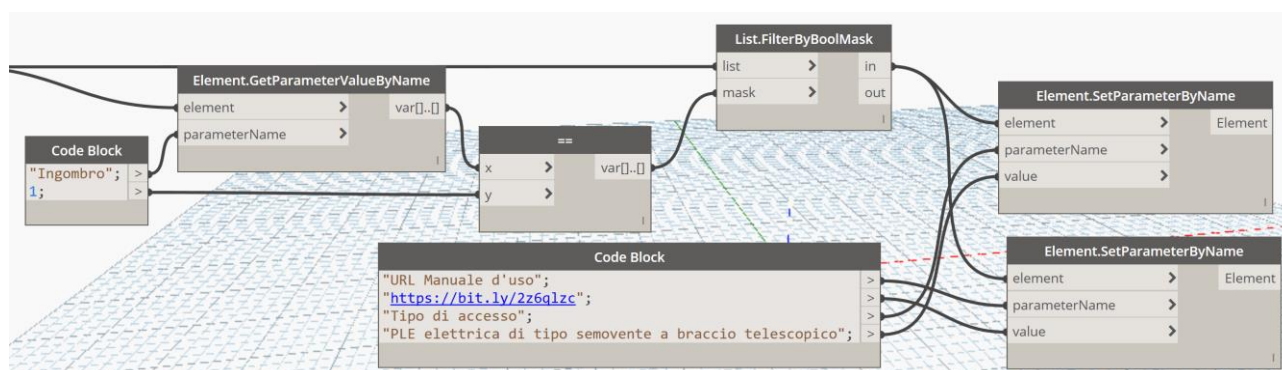 List.FilterByBoolMask
list > in
mask > out
Element.GetParameterValueByName
element > var[]..[]
parameterName >
Element.SetParameterByName
element > Element
parameterName >
value >
Code Block
"Ingombro"; >
1; >
==
x > var[]..[]
y >
Code Block
"URL Manuale d'uso"; >
"https://bit.ly/2z6qlzc"; >
"Tipo di accesso"; >
"PLE elettrica di tipo semovente a braccio telescopico"; >
Element.SetParameterByName
element > Element
parameterName >
value >